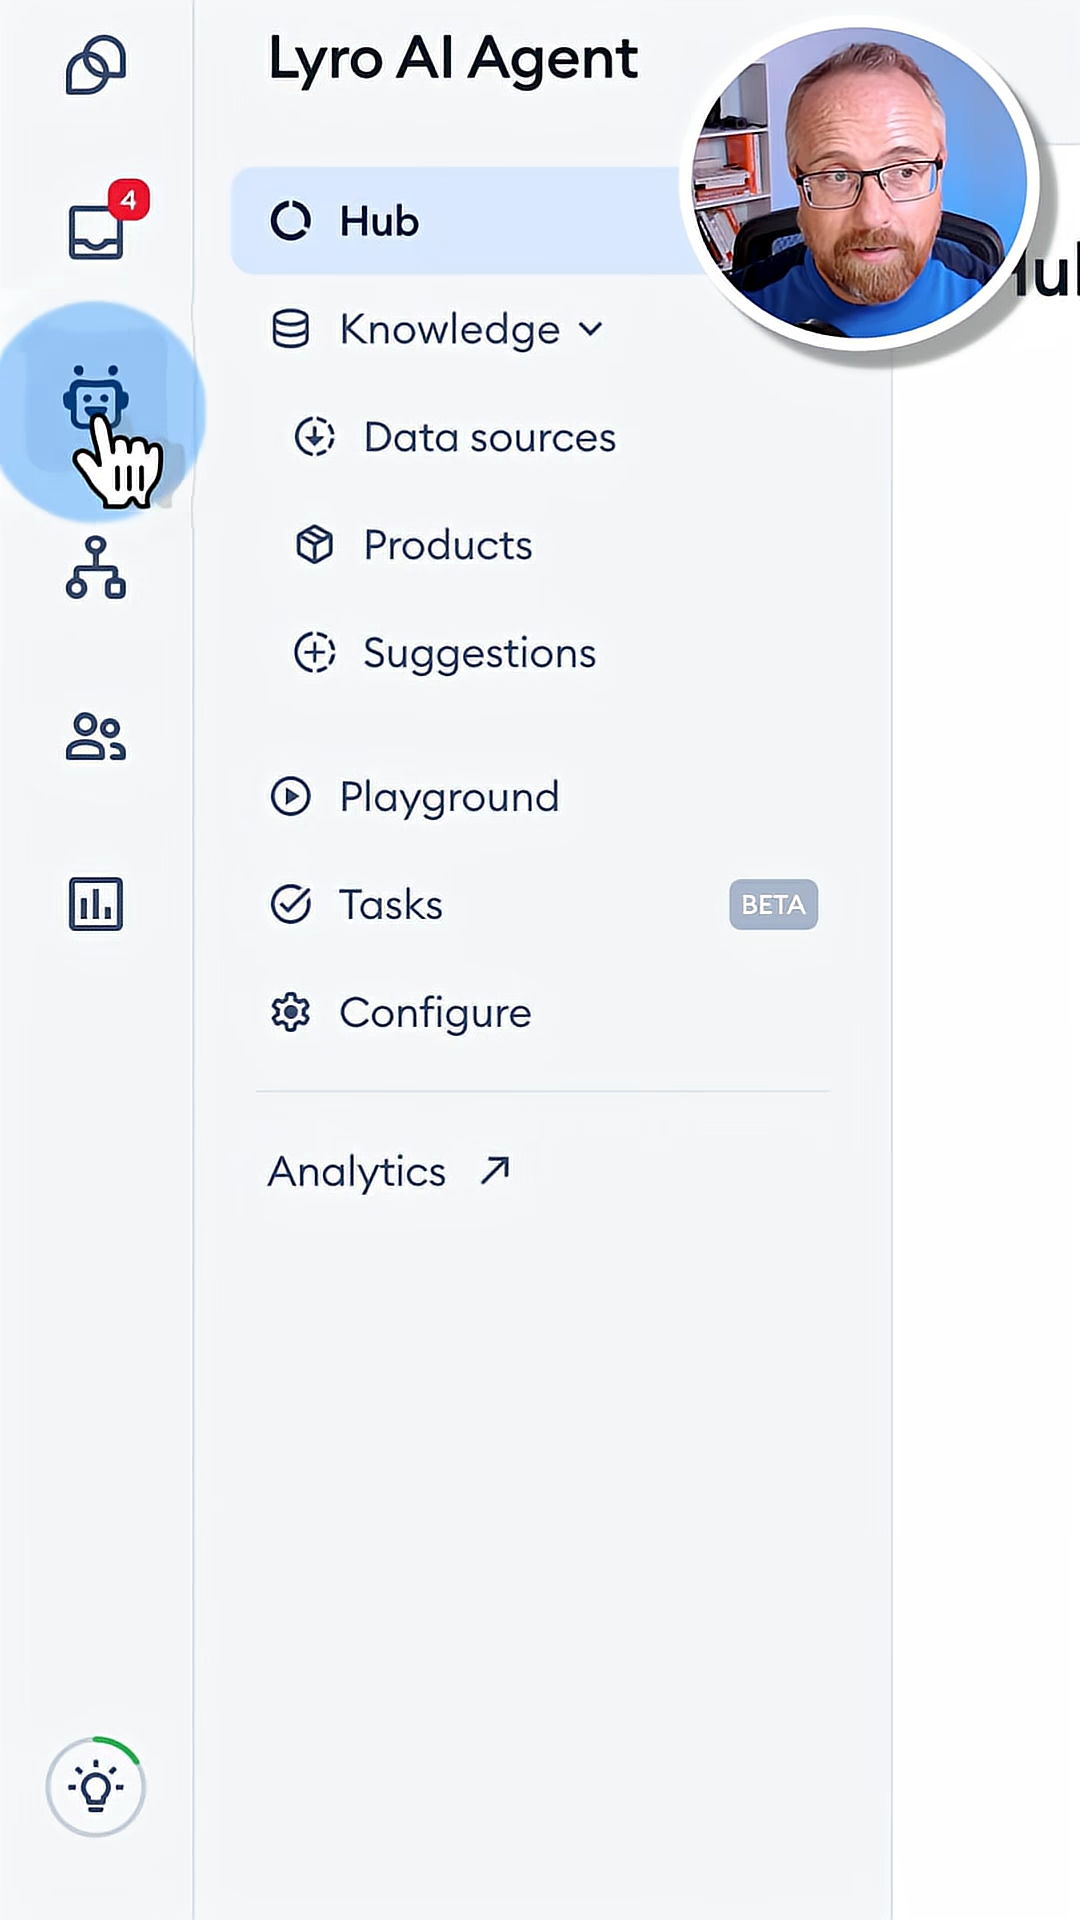 Lyro AI Agent
4
Hub
Knowledge
Data sources
Products
Suggestions
Playground
Tasks
BETA
Configure
Analytics